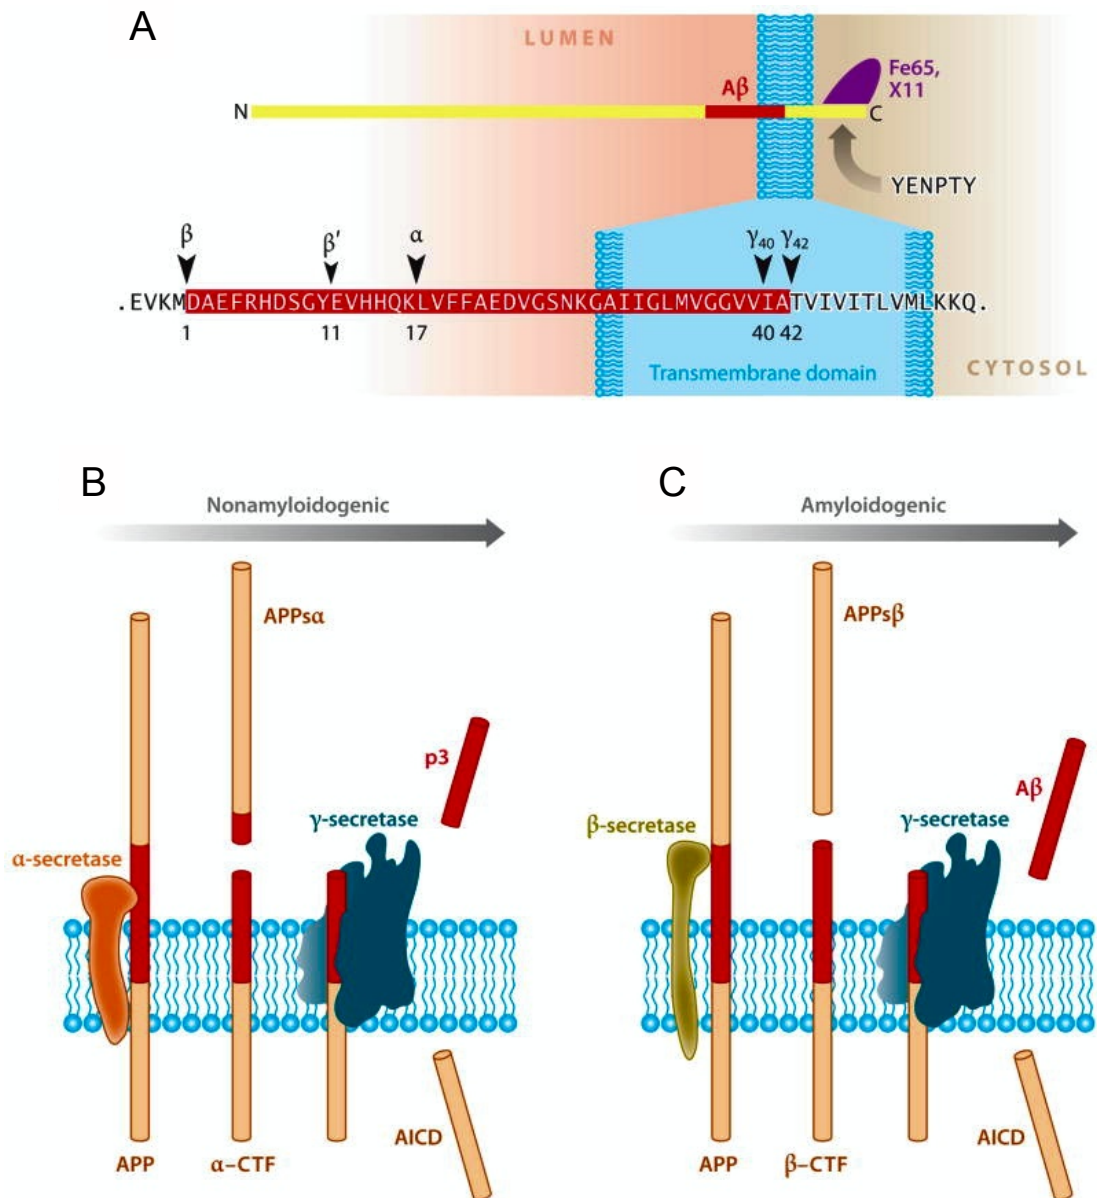 A
LUMEN
Fe65,
X11
Aβ
N
C
YENPTY
β
β′
α
γ40 γ42
.EVKMDAEFRHDSGYEVHHQKLVFFAEDVGSNKGAIIGLMVGGVVIATVIVITLVMLKKQ.
1
11
17
40 42
Transmembrane domain
CYTOSOL
B
Nonamyloidogenic
APPsα
p3
γ-secretase
α-secretase
AICD
APP
α-CTF
C
Amyloidogenic
APPsβ
Aβ
γ-secretase
β-secretase
AICD
APP
β-CTF